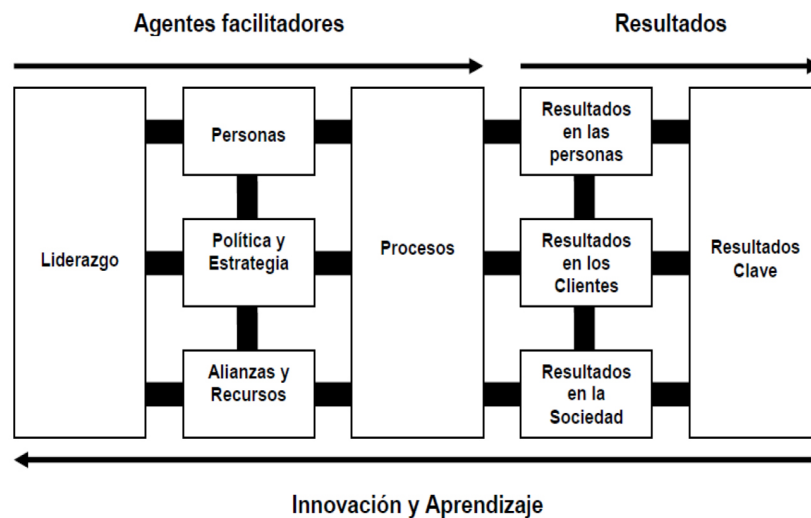 Agentes facilitadores
Resultados
Liderazgo
Personas
Política y
Estrategia
Alianzas y
Recursos
Procesos
Resultados
en las
personas
Resultados
en los
Clientes
Resultados
en la
Sociedad
Resultados
Clave
Innovación y Aprendizaje